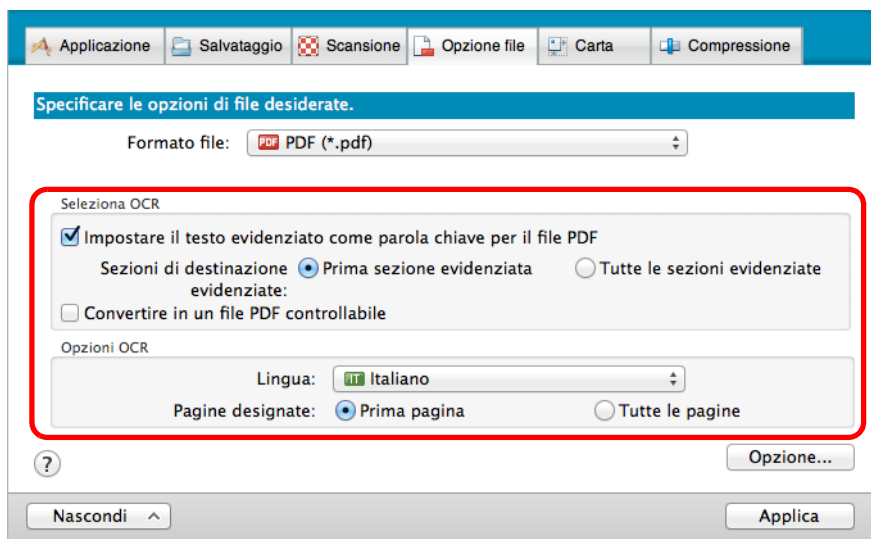 Applicazione Salvataggio Scansione Opzione file Carta Compressione
Specificare le opzioni di file desiderate.
Formato file: PDF PDF (*.pdf)
Seleziona OCR
Impostare il testo evidenziato come parola chiave per il file PDF
Sezioni di destinazione Prima sezione evidenziata Tutte le sezioni evidenziate
evidenziate:
Convertire in un file PDF controllabile
Opzioni OCR
Lingua: IT Italiano
Pagine designate: Prima pagina Tutte le pagine
? Opzione...
Nascondi Applica